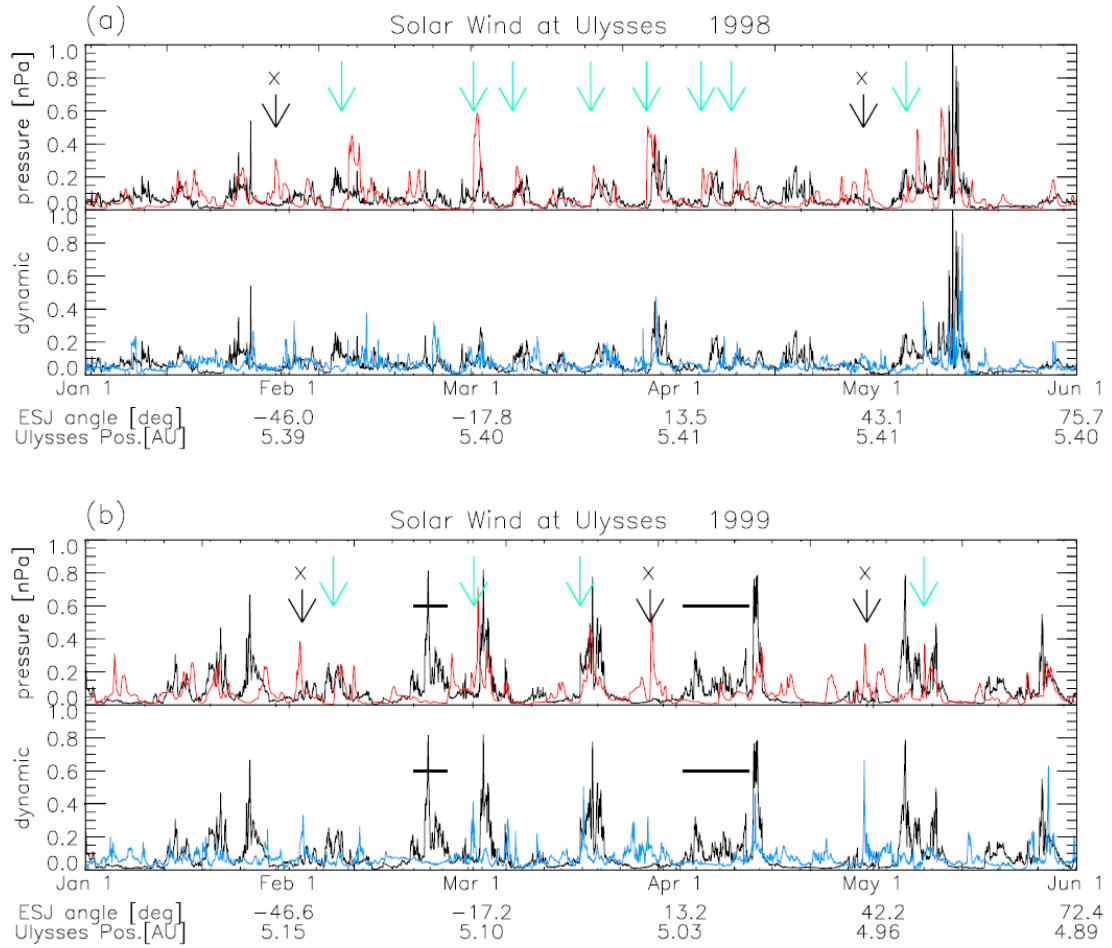 (a) Solar Wind at Ulysses 1998
dynamic pressure [nPa]
1.0
0.8
0.6
0.4
0.2
0.0
X X
1.0
0.8
0.6
0.4
0.2
0.0
Jan 1 Feb 1 Mar 1 Apr 1 May 1 Jun 1
ESJ angle [deg] −46.0 −17.8 13.5 43.1 75.7
Ulysses Pos.[AU] 5.39 5.40 5.41 5.41 5.40
(b) Solar Wind at Ulysses 1999
dynamic pressure [nPa]
1.0
0.8
0.6
0.4
0.2
0.0
X X X
1.0
0.8
0.6
0.4
0.2
0.0
Jan 1 Feb 1 Mar 1 Apr 1 May 1 Jun 1
ESJ angle [deg] −46.6 −17.2 13.2 42.2 72.4
Ulysses Pos.[AU] 5.15 5.10 5.03 4.96 4.89